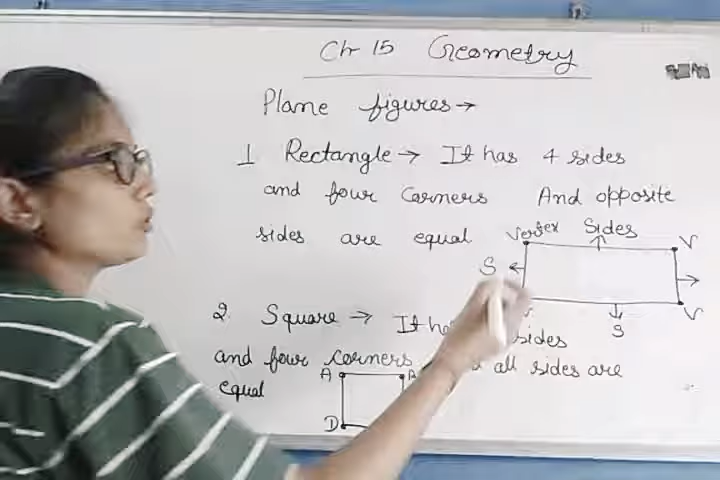 Ch 15 Geometry
Plane figures →
1 Rectangle → It has 4 sides
and four corners And opposite
sides are equal
Vertex Sides V
S
V
S
2. Square → It ha sides
and four corners all sides are
equal
A B
D